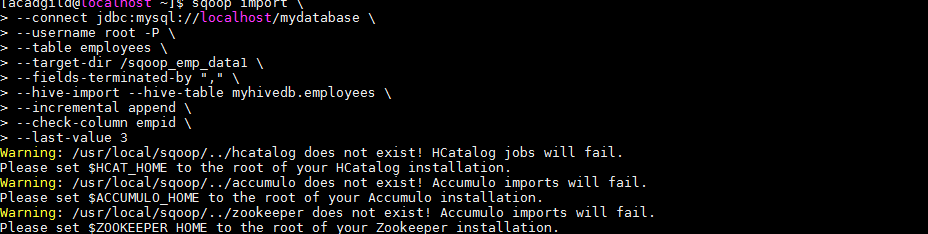 [acadgild@localhost ~]$ sqoop import \
> --connect jdbc:mysql://localhost/mydatabase \
> --username root -P \
> --table employees \
> --target-dir /sqoop_emp_data1 \
> --fields-terminated-by "," \
> --hive-import --hive-table myhivedb.employees \
> --incremental append \
> --check-column empid \
> --last-value 3
Warning: /usr/local/sqoop/../hcatalog does not exist! HCatalog jobs will fail.
Please set $HCAT_HOME to the root of your HCatalog installation.
Warning: /usr/local/sqoop/../accumulo does not exist! Accumulo imports will fail.
Please set $ACCUMULO_HOME to the root of your Accumulo installation.
Warning: /usr/local/sqoop/../zookeeper does not exist! Accumulo imports will fail.
Please set $ZOOKEEPER_HOME to the root of your Zookeeper installation.